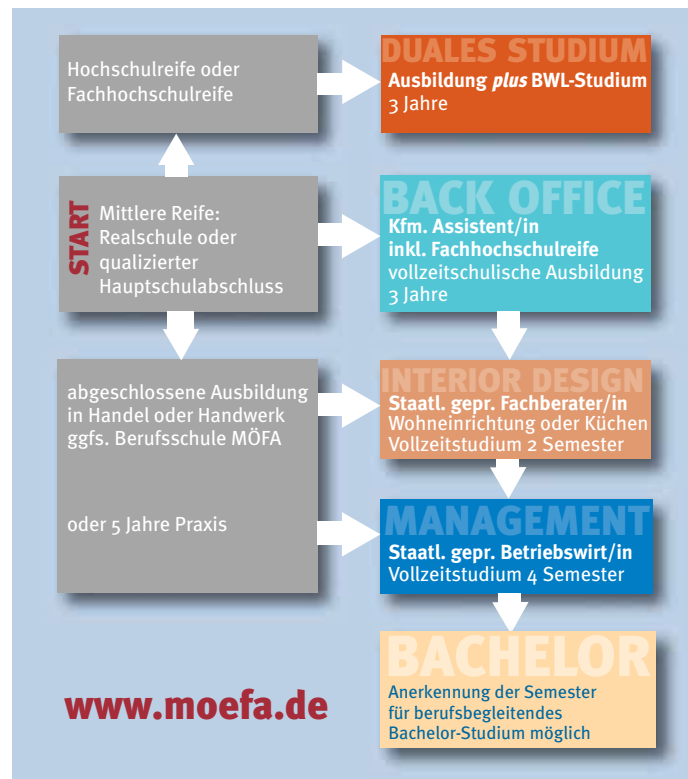 Hochschulreife oder
Fachhochschulreife
DUALES STUDIUM
Ausbildung plus BWL-Studium
3 Jahre
START
Mittlere Reife:
Realschule oder
qualizierter
Hauptschulabschluss
BACK OFFICE
Kfm. Assistent/in
inkl. Fachhochschulreife
vollzeitschulische Ausbildung
3 Jahre
abgeschlossene Ausbildung
in Handel oder Handwerk
ggfs. Berufsschule MÖFA
oder 5 Jahre Praxis
INTERIOR DESIGN
Staatl. gepr. Fachberater/in
Wohneinrichtung oder Küchen
Vollzeitstudium 2 Semester
MANAGEMENT
Staatl. gepr. Betriebswirt/in
Vollzeitstudium 4 Semester
BACHELOR
Anerkennung der Semester
für berufsbegleitendes
Bachelor-Studium möglich
www.moefa.de